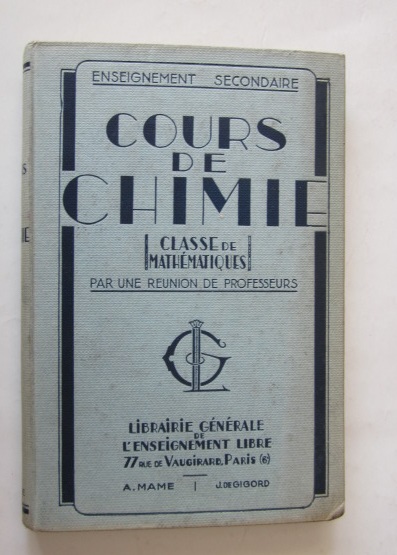 ENSEIGNEMENT SECONDAIRE
COURS
DE
CHIMIE
CLASSE DE
MATHÉMATIQUES
PAR UNE REUNION DE PROFESSEURS
LIBRAIRIE GÉNÉRALE
DE
L'ENSEIGNEMENT LIBRE
77 RUE DE VAUGIRARD, PARIS (6)
A. MAME | J. DE GIGORD